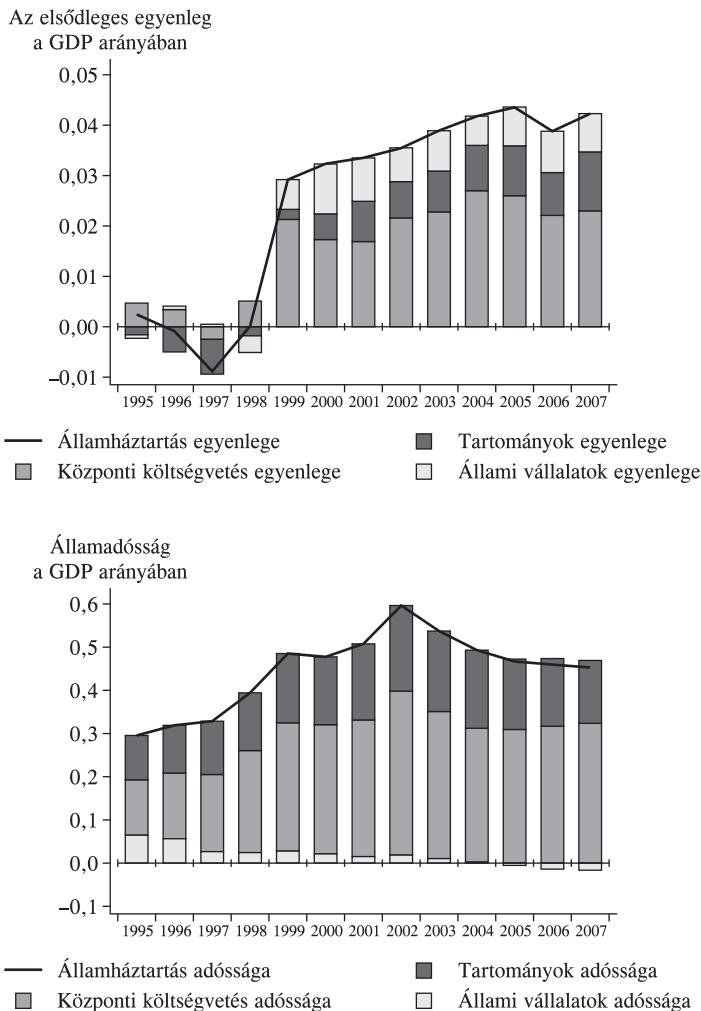 Az elsődleges egyenleg
a GDP arányában
0,05
0,04
0,03
0,02
0,01
0,00
–0,01
1995 1996 1997 1998 1999 2000 2001 2002 2003 2004 2005 2006 2007
Államháztartás egyenlege
Tartományok egyenlege
Központi költségvetés egyenlege
Állami vállalatok egyenlege
Államadósság
a GDP arányában
0,6
0,5
0,4
0,3
0,2
0,1
0,0
–0,1
1995 1996 1997 1998 1999 2000 2001 2002 2003 2004 2005 2006 2007
Államháztartás adóssága
Tartományok adóssága
Központi költségvetés adóssága
Állami vállalatok adóssága